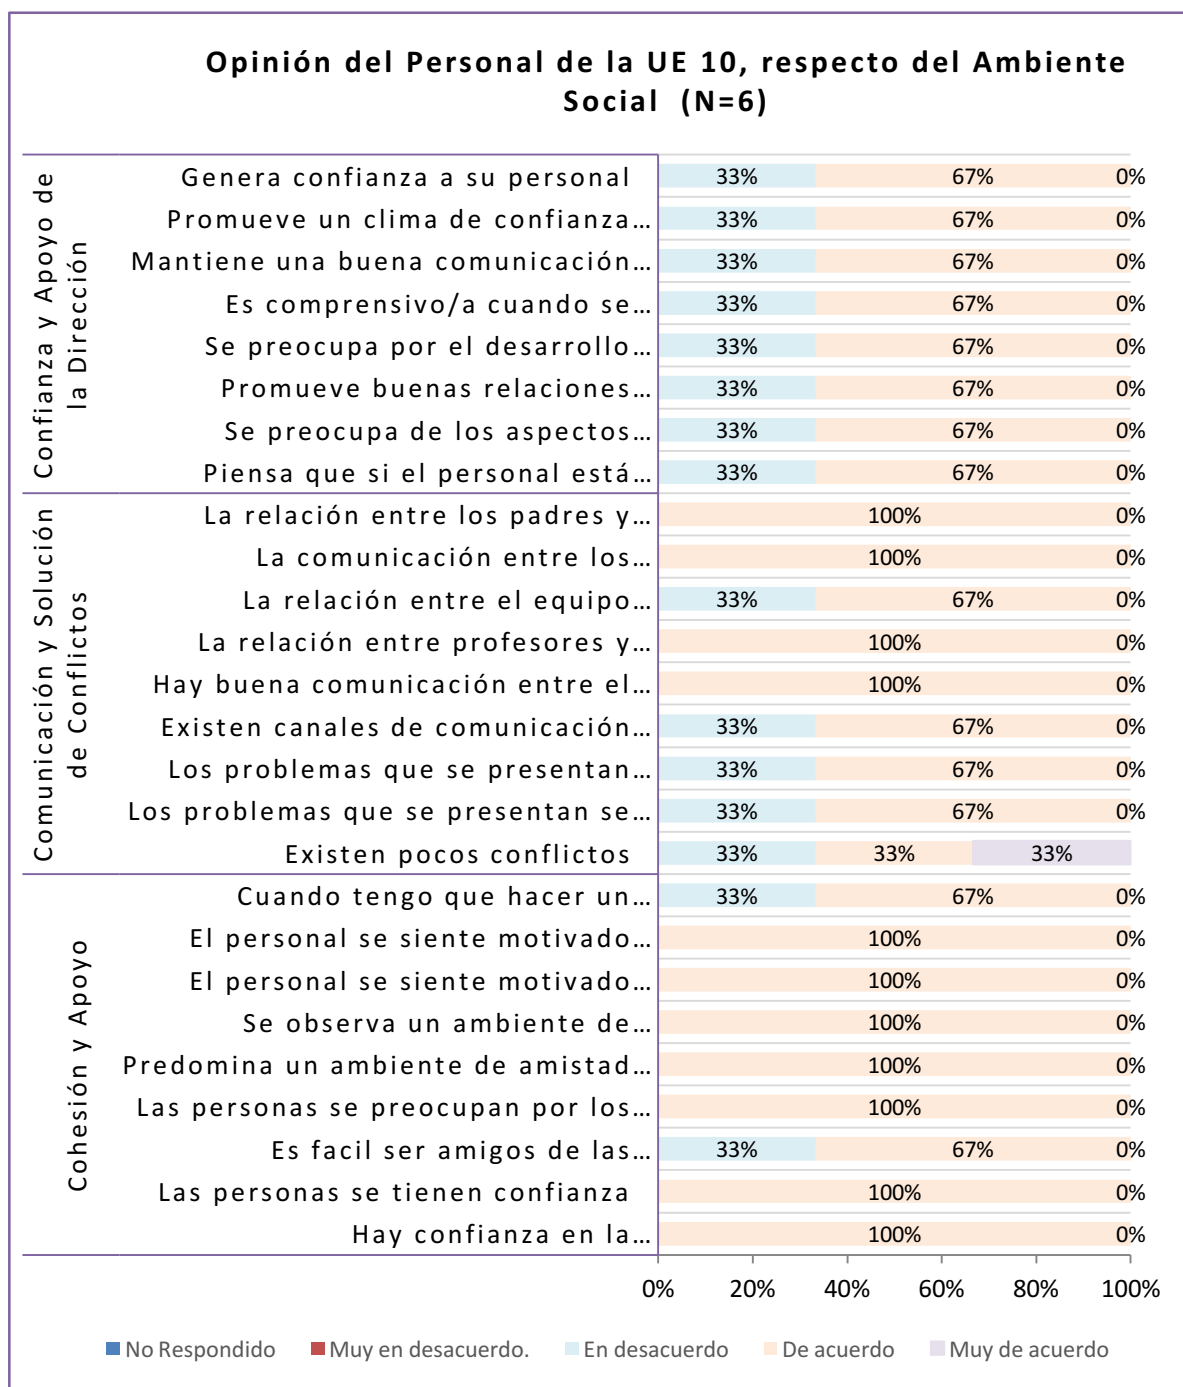 Opinión del Personal de la UE 10, respecto del Ambiente
Social (N=6)
Confianza y Apoyo de
la Dirección
Genera confianza a su personal 33% 67% 0%
Promueve un clima de confianza… 33% 67% 0%
Mantiene una buena comunicación… 33% 67% 0%
Es comprensivo/a cuando se… 33% 67% 0%
Se preocupa por el desarrollo… 33% 67% 0%
Promueve buenas relaciones… 33% 67% 0%
Se preocupa de los aspectos… 33% 67% 0%
Piensa que si el personal está… 33% 67% 0%
Comunicación y Solución
de Conflictos
La relación entre los padres y… 100% 0%
La comunicación entre los… 100% 0%
La relación entre el equipo… 33% 67% 0%
La relación entre profesores y… 100% 0%
Hay buena comunicación entre el… 100% 0%
Existen canales de comunicación… 33% 67% 0%
Los problemas que se presentan… 33% 67% 0%
Los problemas que se presentan se… 33% 67% 0%
Existen pocos conflictos 33% 33% 33%
Cohesión y Apoyo
Cuando tengo que hacer un… 33% 67% 0%
El personal se siente motivado… 100% 0%
El personal se siente motivado… 100% 0%
Se observa un ambiente de… 100% 0%
Predomina un ambiente de amistad… 100% 0%
Las personas se preocupan por los… 100% 0%
Es facil ser amigos de las… 33% 67% 0%
Las personas se tienen confianza 100% 0%
Hay confianza en la… 100% 0%
0% 20% 40% 60% 80% 100%
No Respondido Muy en desacuerdo. En desacuerdo De acuerdo Muy de acuerdo